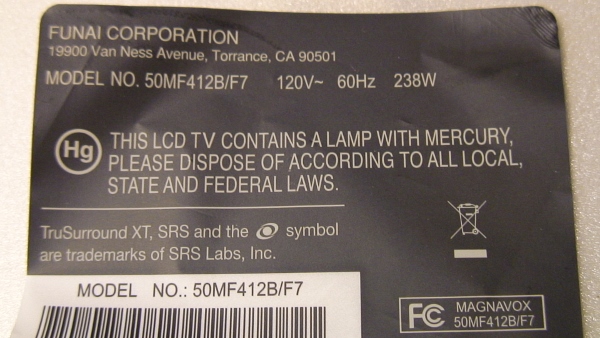 FUNAI CORPORATION
19900 Van Ness Avenue, Torrance, CA 90501
MODEL NO. 50MF412B/F7 120V~ 60Hz 238W
Hg
THIS LCD TV CONTAINS A LAMP WITH MERCURY,
PLEASE DISPOSE OF ACCORDING TO ALL LOCAL,
STATE AND FEDERAL LAWS.
TruSurround XT, SRS and the symbol
are trademarks of SRS Labs, Inc.
MODEL NO.: 50MF412B/F7
FC MAGNAVOX
50MF412B/F7